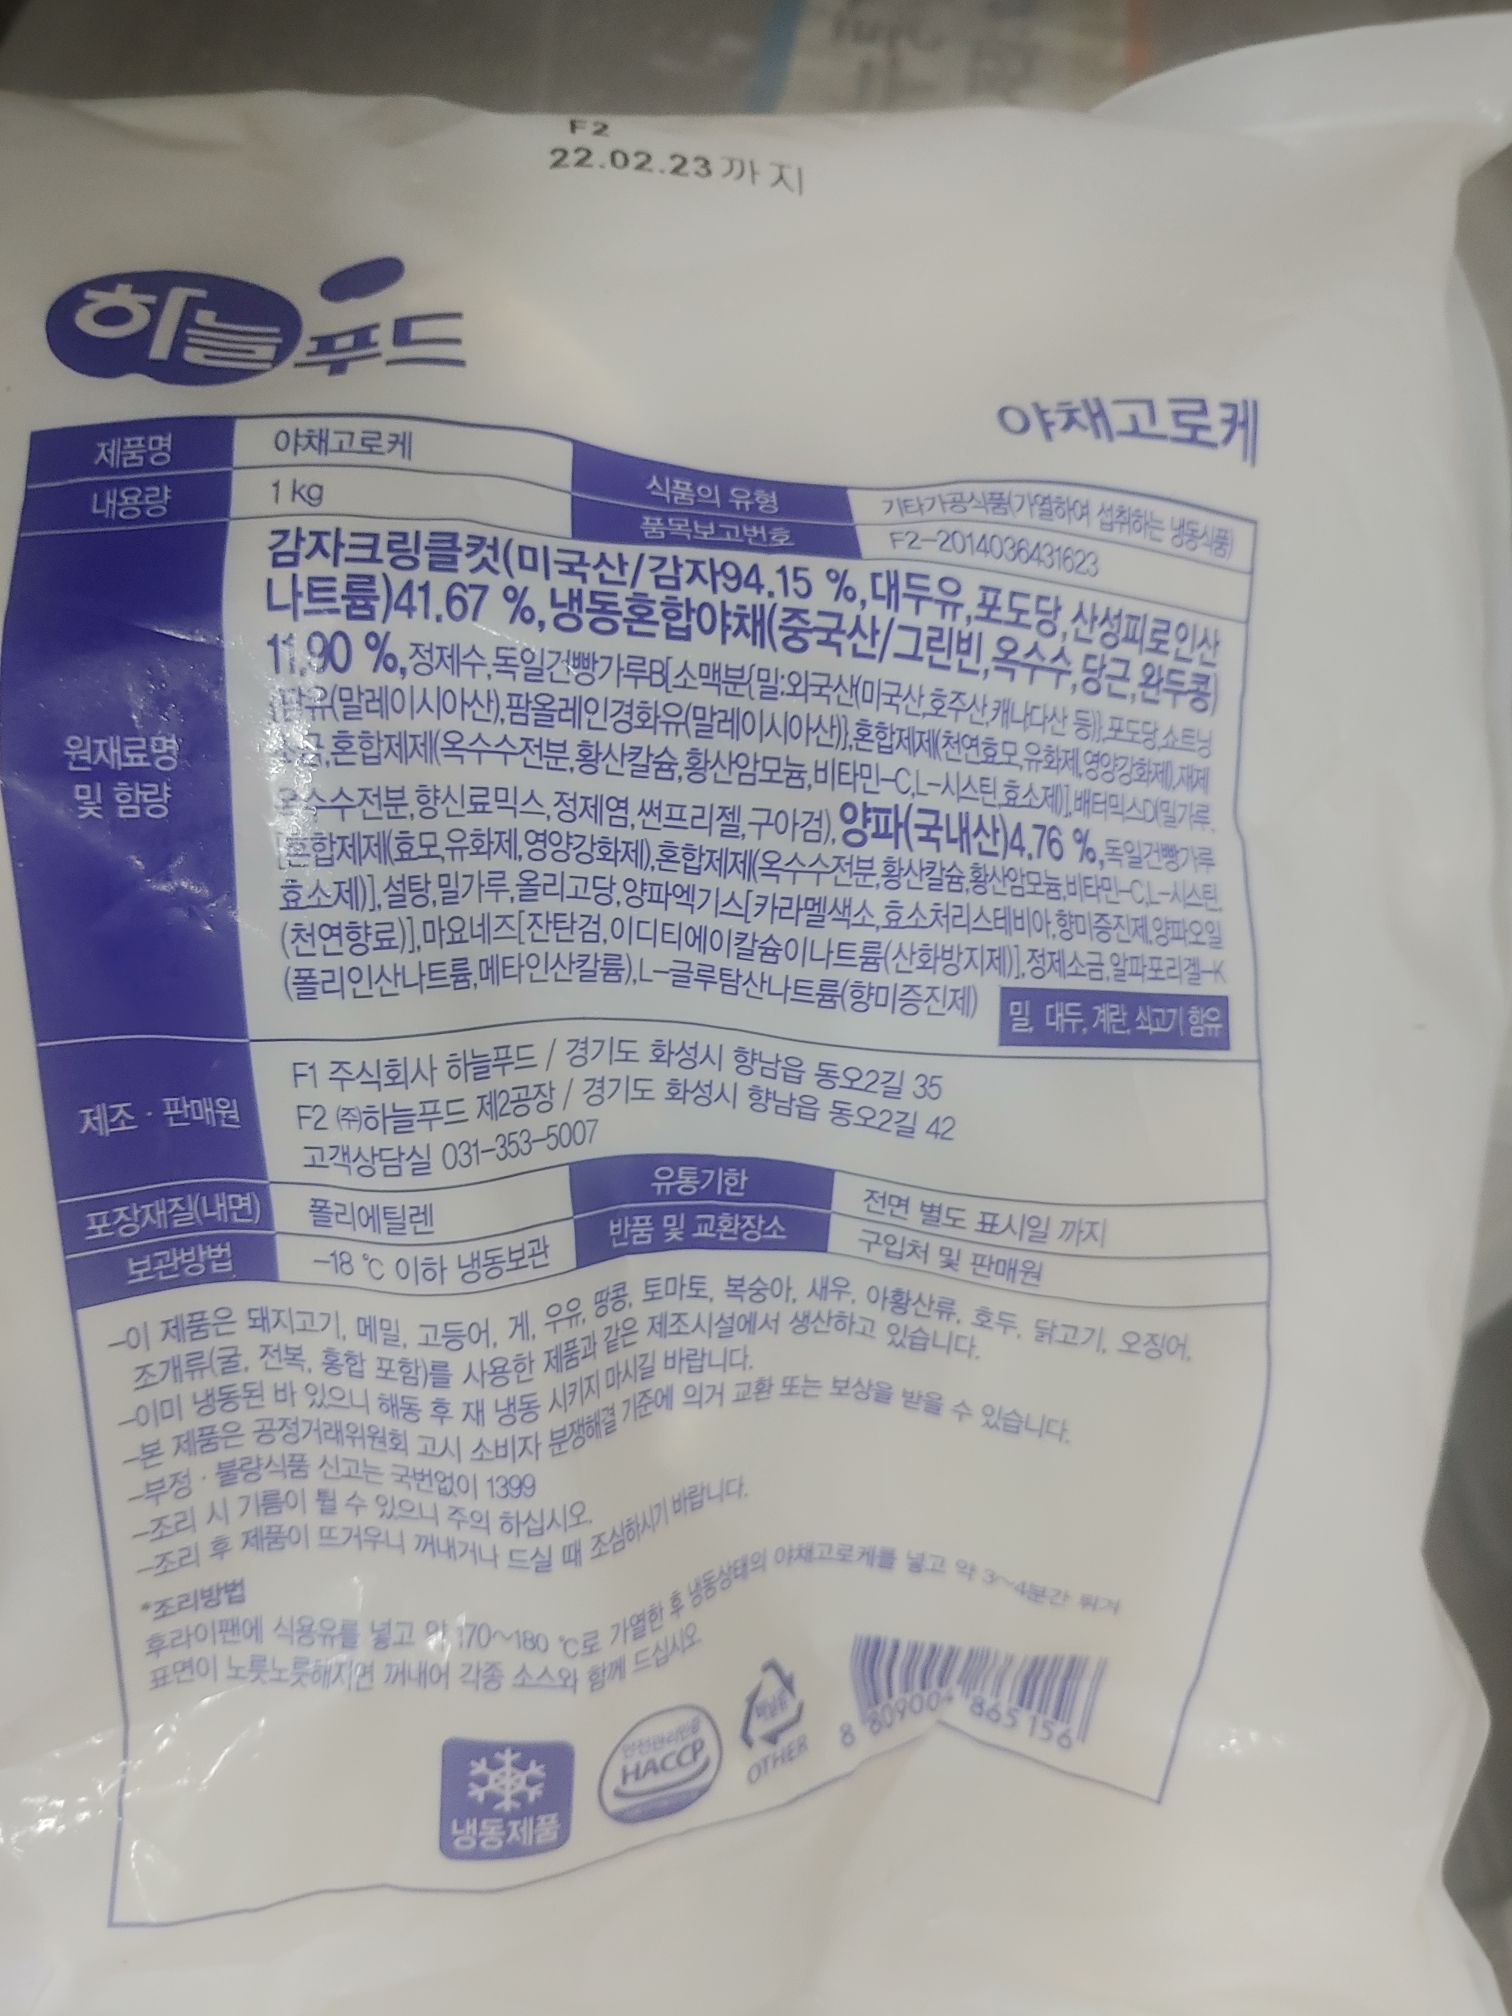 F2
22.02.23까지
하늘푸드
야채고로케
제품명 야채고로케 식품의 유형 기타가공식품(가열하여 섭취하는 냉동식품)
내용량 1 kg 품목보고번호 F2-2014036431623
원재료명 및 함량
감자크링클컷(미국산/감자94.15 %,대두유,포도당,산성피로인산
나트륨)41.67 %,냉동혼합야채(중국산/그린빈,옥수수,당근,완두콩)
11.90 %,정제수,독일건빵가루B[소맥분{밀:외국산(미국산,호주산,캐나다산 등)},포도당,쇼트닝
{팜유(말레이시아산),팜올레인경화유(말레이시아산)},혼합제제(천연효모,유화제,영양강화제),재제
소금,혼합제제(옥수수전분,황산칼슘,황산암모늄,비타민-C,L-시스틴,효소제)],배터믹스D(밀가루,
옥수수전분,향신료믹스,정제염,썬프리젤,구아검),양파(국내산)4.76 %,독일건빵가루
[혼합제제(효모,유화제,영양강화제),혼합제제(옥수수전분,황산칼슘,황산암모늄,비타민-C,L-시스틴,
효소제)],설탕,밀가루,올리고당,양파엑기스[카라멜색소,효소처리스테비아,향미증진제,양파오일
(천연향료)],마요네즈[잔탄검,이디티에이칼슘이나트륨(산화방지제)],정제소금,알파포리겔-K
(폴리인산나트륨,메타인산칼륨),L-글루탐산나트륨(향미증진제) 밀, 대두, 계란, 쇠고기 함유
제조 · 판매원
F1 주식회사 하늘푸드 / 경기도 화성시 향남읍 동오2길 35
F2 ㈜하늘푸드 제2공장 / 경기도 화성시 향남읍 동오2길 42
고객상담실 031-353-5007
포장재질(내면) 폴리에틸렌 유통기한 전면 별도 표시일 까지
보관방법 -18 ℃ 이하 냉동보관 반품 및 교환장소 구입처 및 판매원
-이 제품은 돼지고기, 메밀, 고등어, 게, 우유, 땅콩, 토마토, 복숭아, 새우, 아황산류, 호두, 닭고기, 오징어,
조개류(굴, 전복, 홍합 포함)를 사용한 제품과 같은 제조시설에서 생산하고 있습니다.
-이미 냉동된 바 있으니 해동 후 재 냉동 시키지 마시길 바랍니다.
-본 제품은 공정거래위원회 고시 소비자 분쟁해결 기준에 의거 교환 또는 보상을 받을 수 있습니다.
-부정 · 불량식품 신고는 국번없이 1399
-조리 시 기름이 튈 수 있으니 주의 하십시오.
-조리 후 제품이 뜨거우니 꺼내거나 드실 때 조심하시기 바랍니다.
*조리방법
후라이팬에 식용유를 넣고 약 170~180 ℃로 가열한 후 냉동상태의 야채고로케를 넣고 약 3~4분간 튀겨
표면이 노릇노릇해지면 꺼내어 각종 소스와 함께 드십시오.
냉동제품
안전관리인증
HACCP
비닐류
OTHER
8 809004 865156